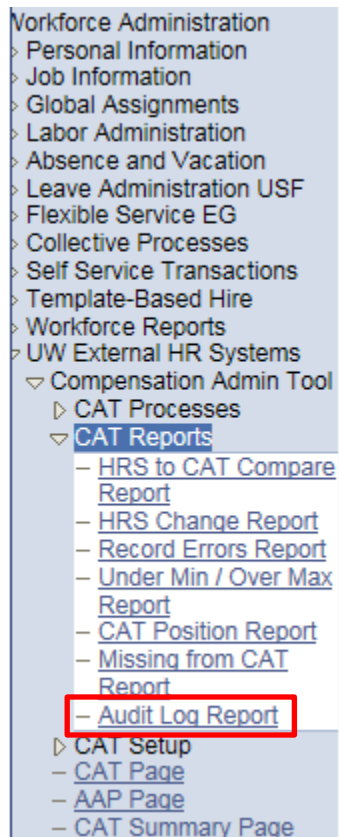 Workforce Administration
Personal Information
Job Information
Global Assignments
Labor Administration
Absence and Vacation
Leave Administration USF
Flexible Service EG
Collective Processes
Self Service Transactions
Template-Based Hire
Workforce Reports
UW External HR Systems
Compensation Admin Tool
CAT Processes
CAT Reports
– HRS to CAT Compare
Report
– HRS Change Report
– Record Errors Report
– Under Min / Over Max
Report
– CAT Position Report
– Missing from CAT
Report
– Audit Log Report
CAT Setup
– CAT Page
– AAP Page
– CAT Summary Page